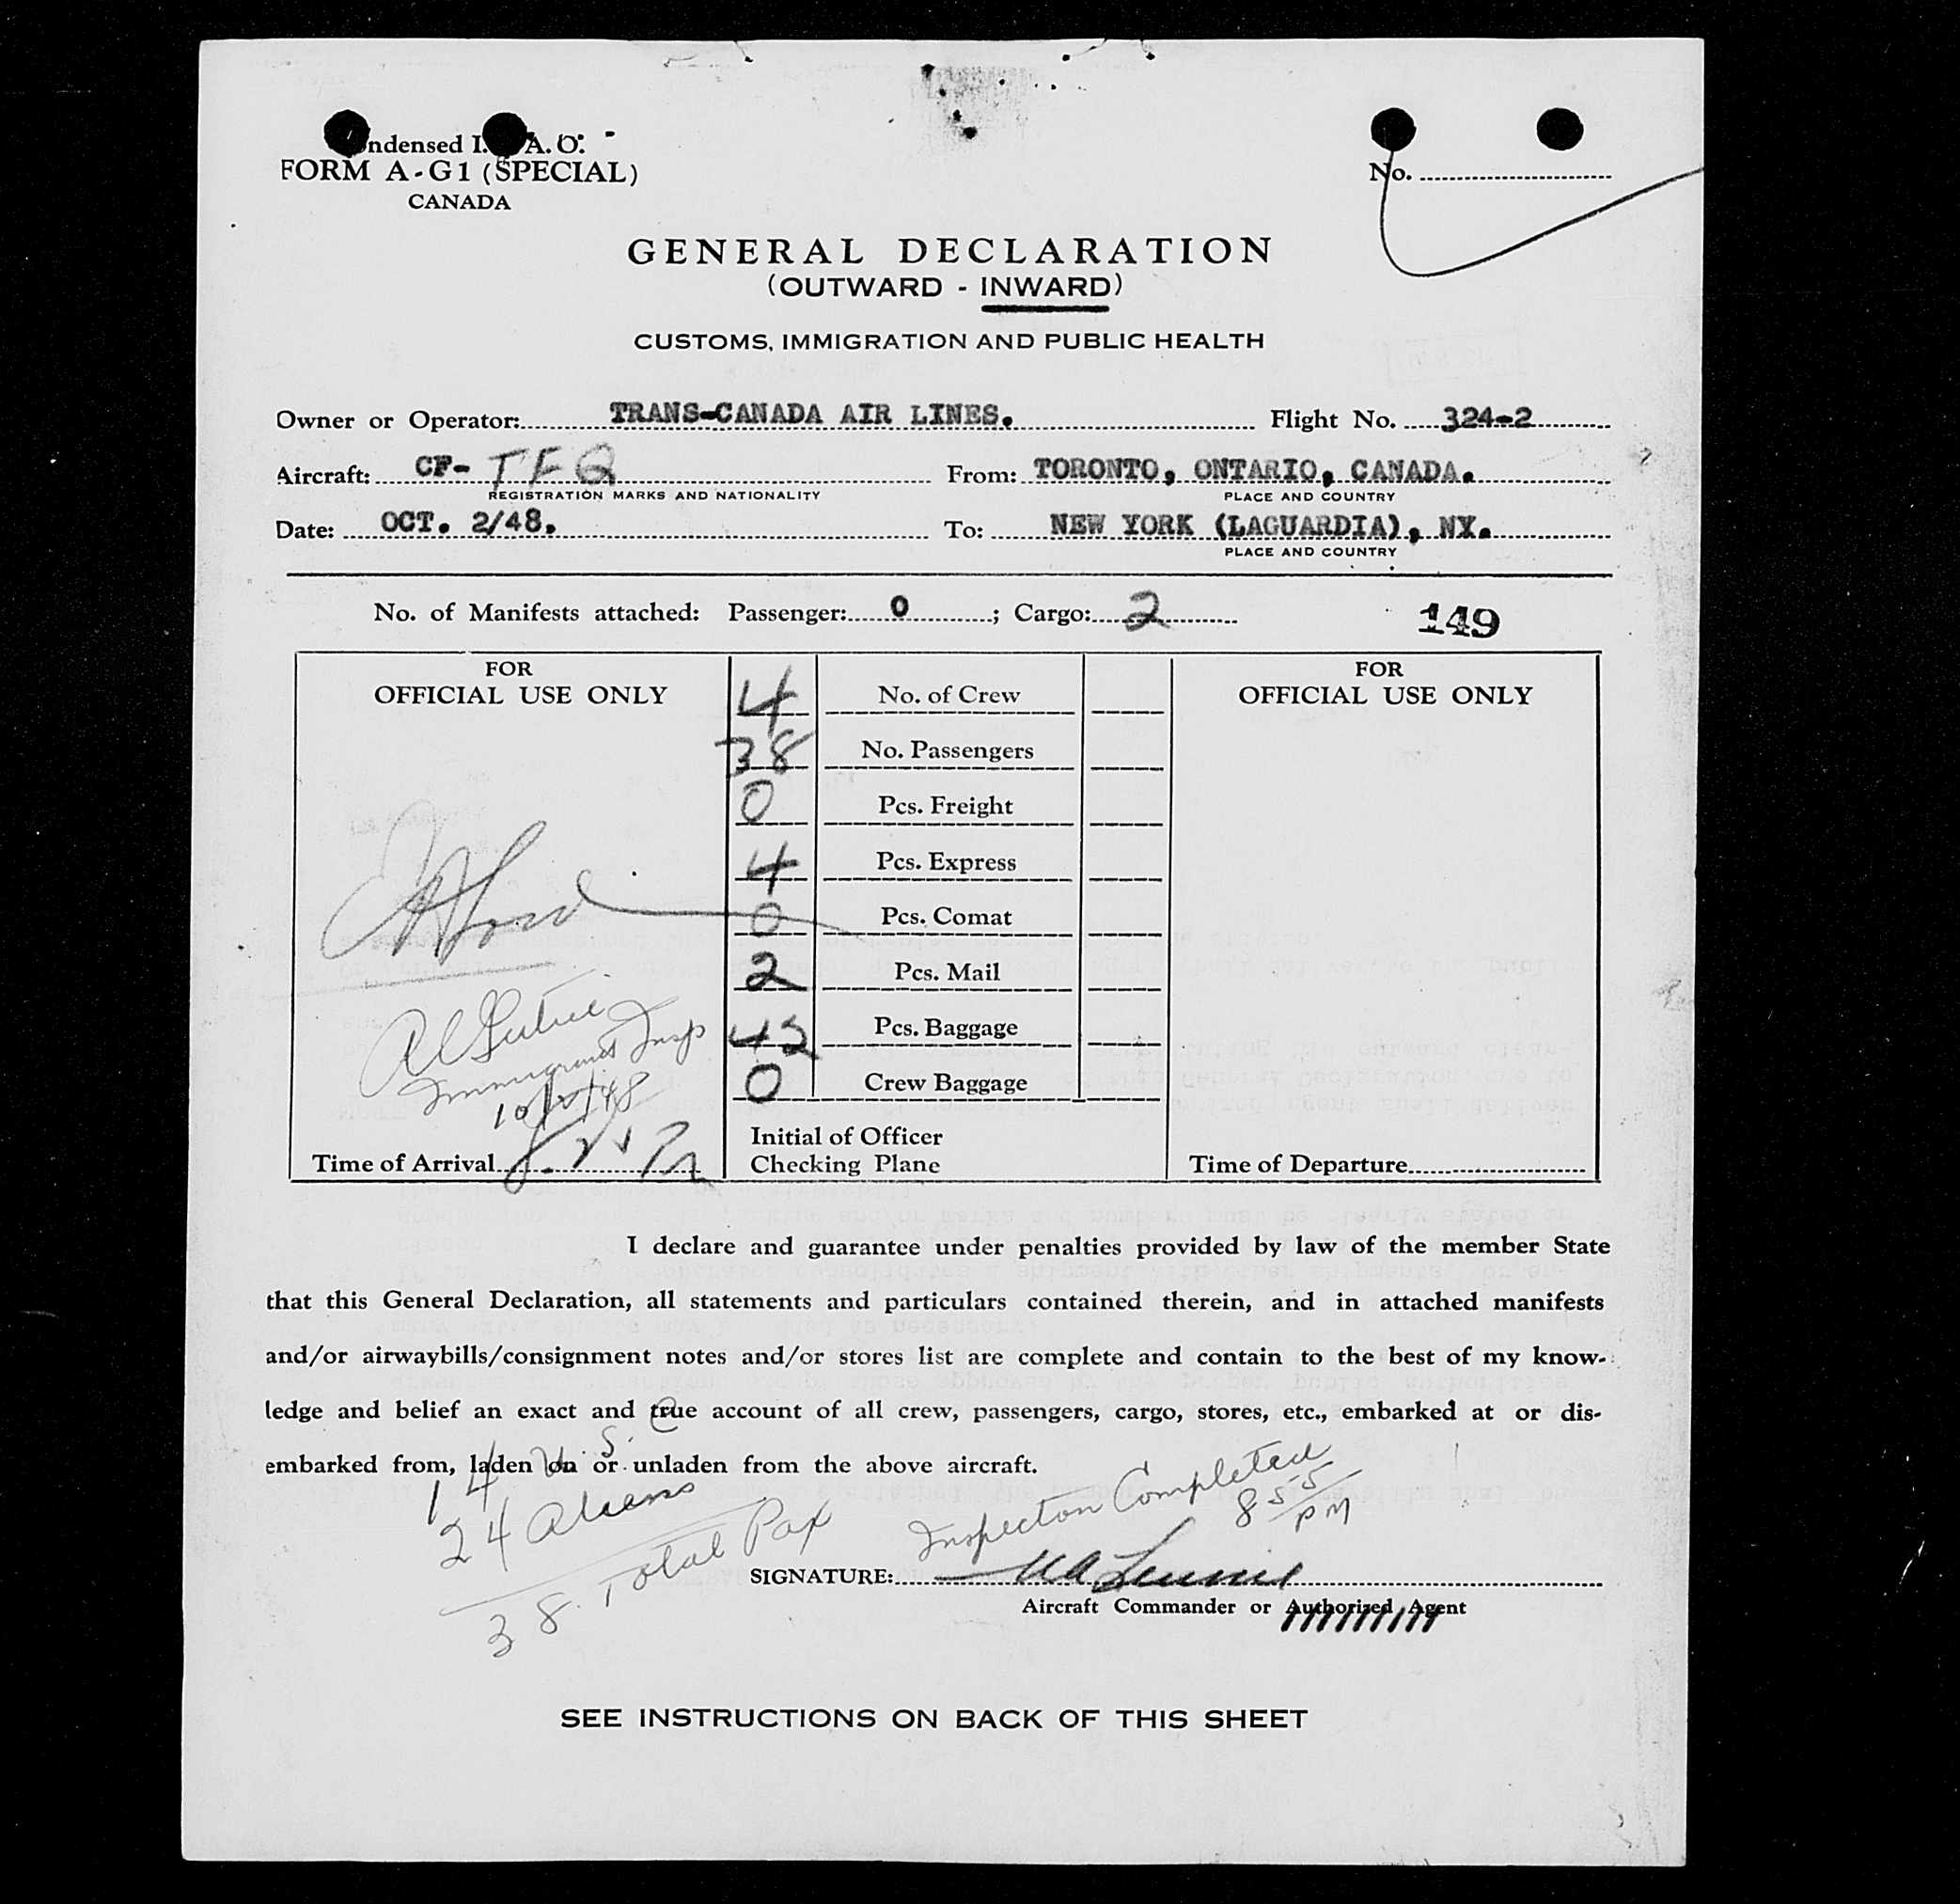 ndensed I. A. O.
FORM A-G1 (SPECIAL)
CANADA
No.
GENERAL DECLARATION
(OUTWARD - INWARD)
CUSTOMS, IMMIGRATION AND PUBLIC HEALTH
Owner or Operator: TRANS-CANADA AIR LINES. Flight No. 324-2
Aircraft: CF- TFQ From: TORONTO, ONTARIO, CANADA.
REGISTRATION MARKS AND NATIONALITY PLACE AND COUNTRY
Date: OCT. 2/48. To: NEW YORK (LAGUARDIA), NY.
PLACE AND COUNTRY
No. of Manifests attached: Passenger: 0 ; Cargo: 2 149
FOR
OFFICIAL USE ONLY
4 No. of Crew
38 No. Passengers
0 Pcs. Freight
4 Pcs. Express
0 Pcs. Comat
2 Pcs. Mail
42 Pcs. Baggage
0 Crew Baggage
Immigrant Insp
10/2/48
Time of Arrival
Initial of Officer
Checking Plane
FOR
OFFICIAL USE ONLY
Time of Departure
I declare and guarantee under penalties provided by law of the member State
that this General Declaration, all statements and particulars contained therein, and in attached manifests
and/or airwaybills/consignment notes and/or stores list are complete and contain to the best of my know-
ledge and belief an exact and true account of all crew, passengers, cargo, stores, etc., embarked at or dis-
embarked from, laden on or unladen from the above aircraft.
14 U. S. C
24 Aliens
38 Total Pax
Inspection Completed
8 55 PM
SIGNATURE:
Aircraft Commander or Authorized Agent
SEE INSTRUCTIONS ON BACK OF THIS SHEET